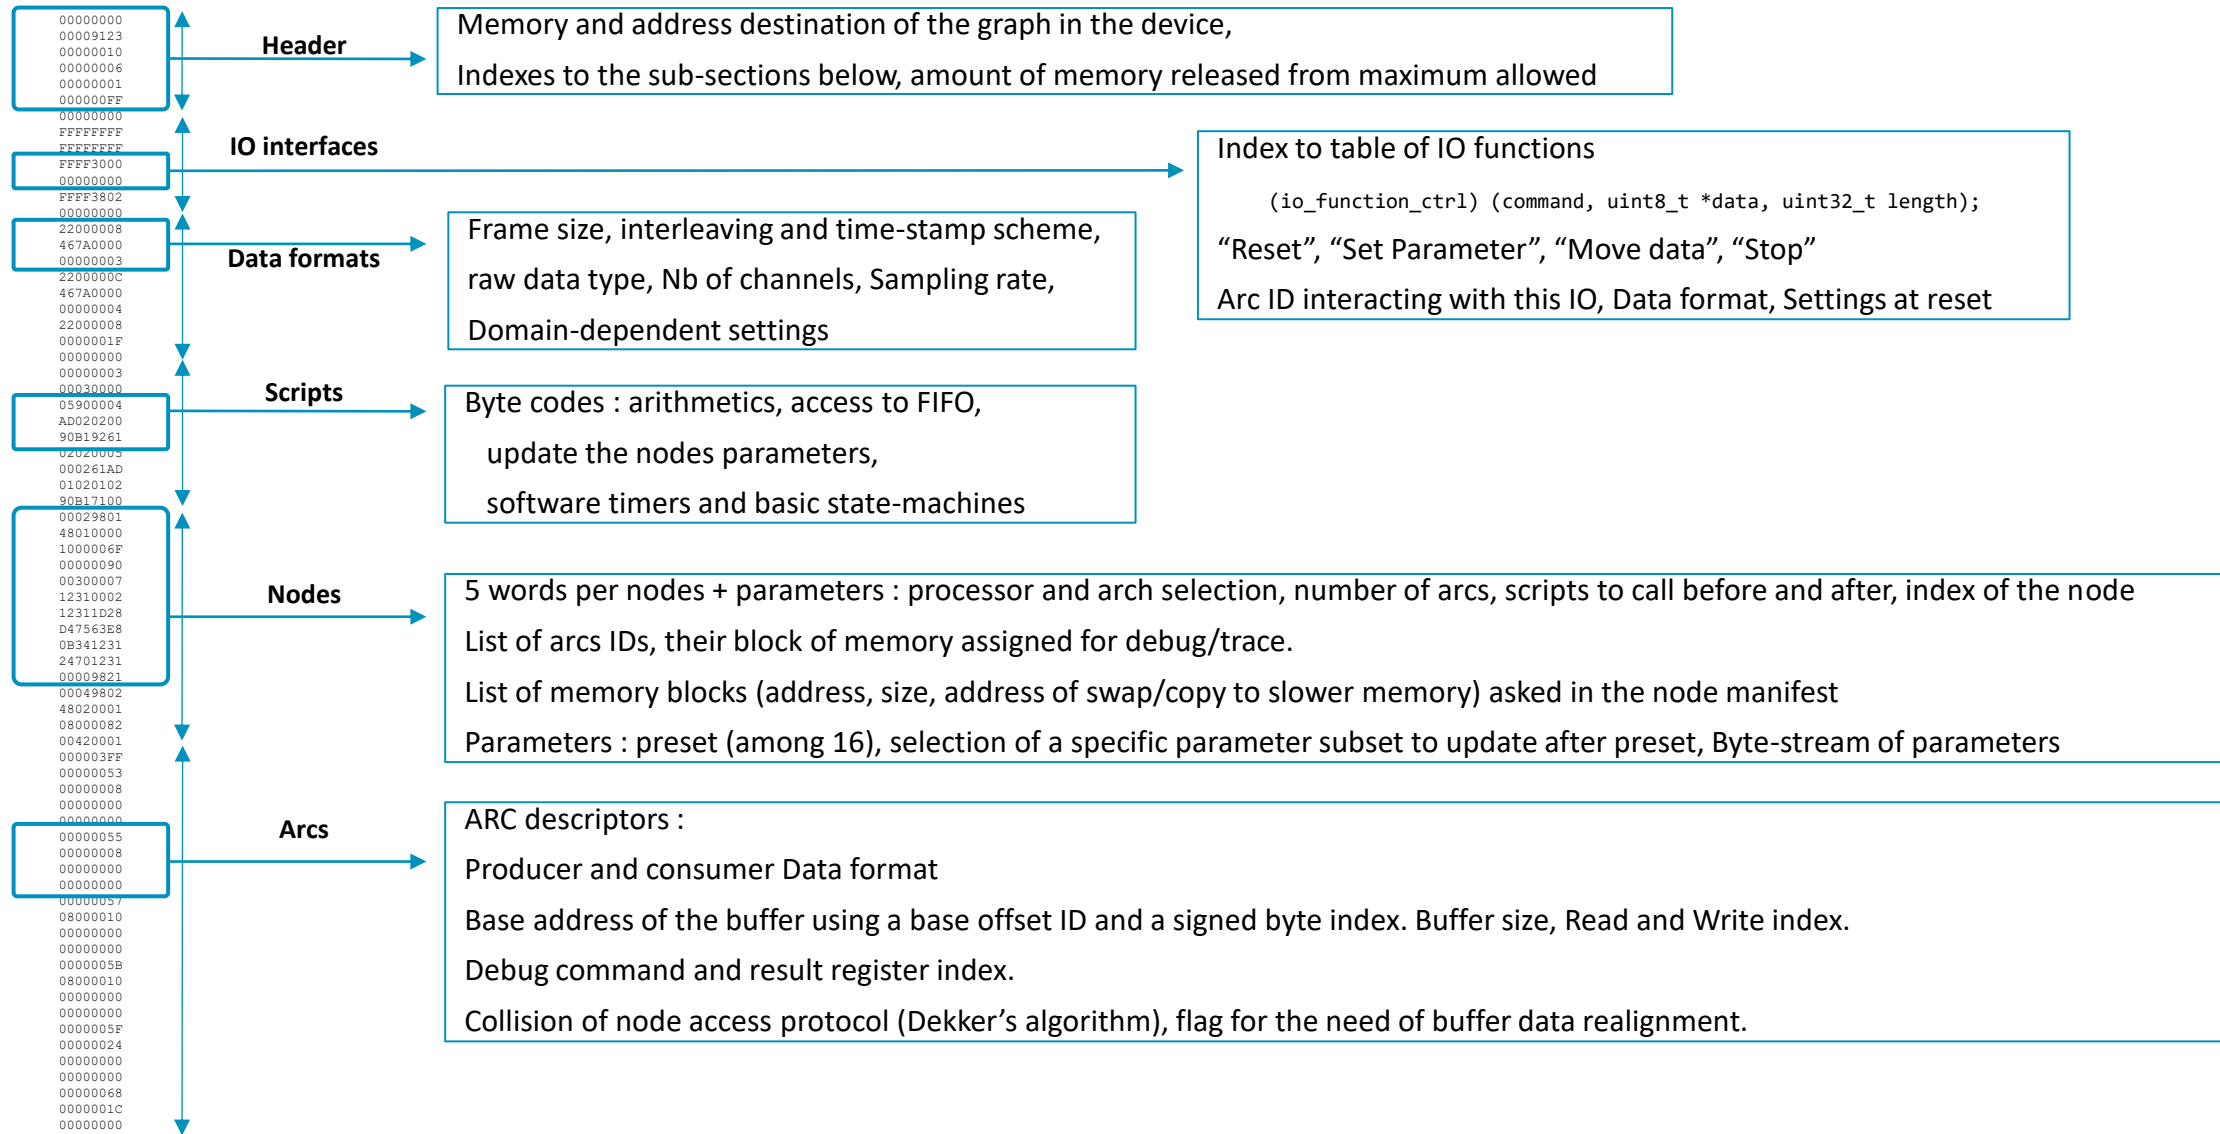 00000000
00009123
00000010
00000006
00000001
000000FF
00000000
FFFFFFFF
FFFFFFFF
FFFF3000
00000000
FFFF3802
00000000
22000008
467A0000
00000003
2200000C
467A0000
00000004
22000008
0000001F
00000000
00000003
00030000
05900004
AD020200
90B19261
02020005
000261AD
01020102
90B17100
00029801
48010000
1000006F
00000090
00300007
12310002
12311D28
D47563E8
0B341231
24701231
00009821
00049802
48020001
08000082
00420001
000003FF
00000053
00000008
00000000
00000000
00000055
00000008
00000000
00000000
00000057
08000010
00000000
00000000
0000005B
08000010
00000000
00000000
0000005F
00000024
00000000
00000000
00000068
0000001C
00000000
Header
Memory and address destination of the graph in the device,
Indexes to the sub-sections below, amount of memory released from maximum allowed
IO interfaces
Index to table of IO functions
(io_function_ctrl) (command, uint8_t *data, uint32_t length);
“Reset”, “Set Parameter”, “Move data”, “Stop”
Arc ID interacting with this IO, Data format, Settings at reset
Data formats
Frame size, interleaving and time-stamp scheme,
raw data type, Nb of channels, Sampling rate,
Domain-dependent settings
Scripts
Byte codes : arithmetics, access to FIFO,
update the nodes parameters,
software timers and basic state-machines
Nodes
5 words per nodes + parameters : processor and arch selection, number of arcs, scripts to call before and after, index of the node
List of arcs IDs, their block of memory assigned for debug/trace.
List of memory blocks (address, size, address of swap/copy to slower memory) asked in the node manifest
Parameters : preset (among 16), selection of a specific parameter subset to update after preset, Byte-stream of parameters
Arcs
ARC descriptors :
Producer and consumer Data format
Base address of the buffer using a base offset ID and a signed byte index. Buffer size, Read and Write index.
Debug command and result register index.
Collision of node access protocol (Dekker’s algorithm), flag for the need of buffer data realignment.